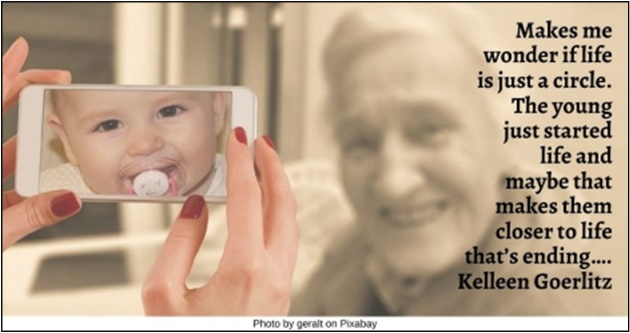 Makes me
wonder if life
is just a circle.
The young
just started
life and
maybe that
makes them
closer to life
that's ending....
Kelleen Goerlitz
Photo by geralt on Pixabay